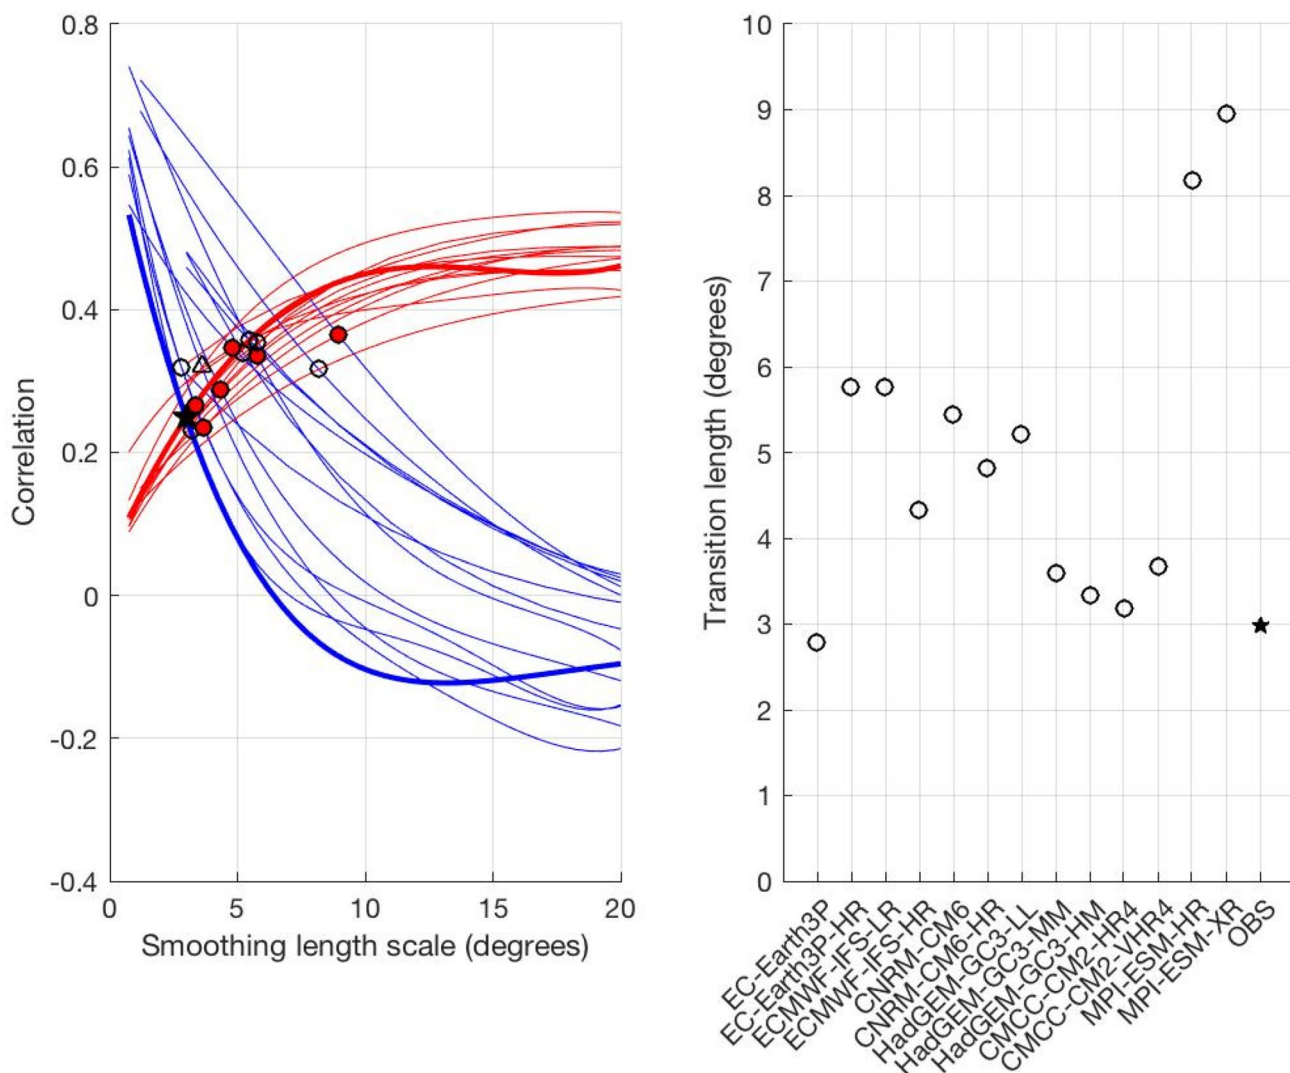 0.8
0.6
0.4
0.2
0
-0.2
-0.4
Correlation
0
5
10
15
20
Smoothing length scale (degrees)
10
9
8
7
6
5
4
3
2
1
0
Transition length (degrees)
EC-Earth3P
EC-Earth3P-HR
ECMWF-IFS-LR
ECMWF-IFS-HR
CNRM-CM6
CNRM-CM6-HR
HadGEM-GC3-LL
HadGEM-GC3-MM
HadGEM-GC3-HM
CMCC-CM2-HR4
CMCC-CM2-VHR4
MPI-ESM-HR
MPI-ESM-XR
OBS